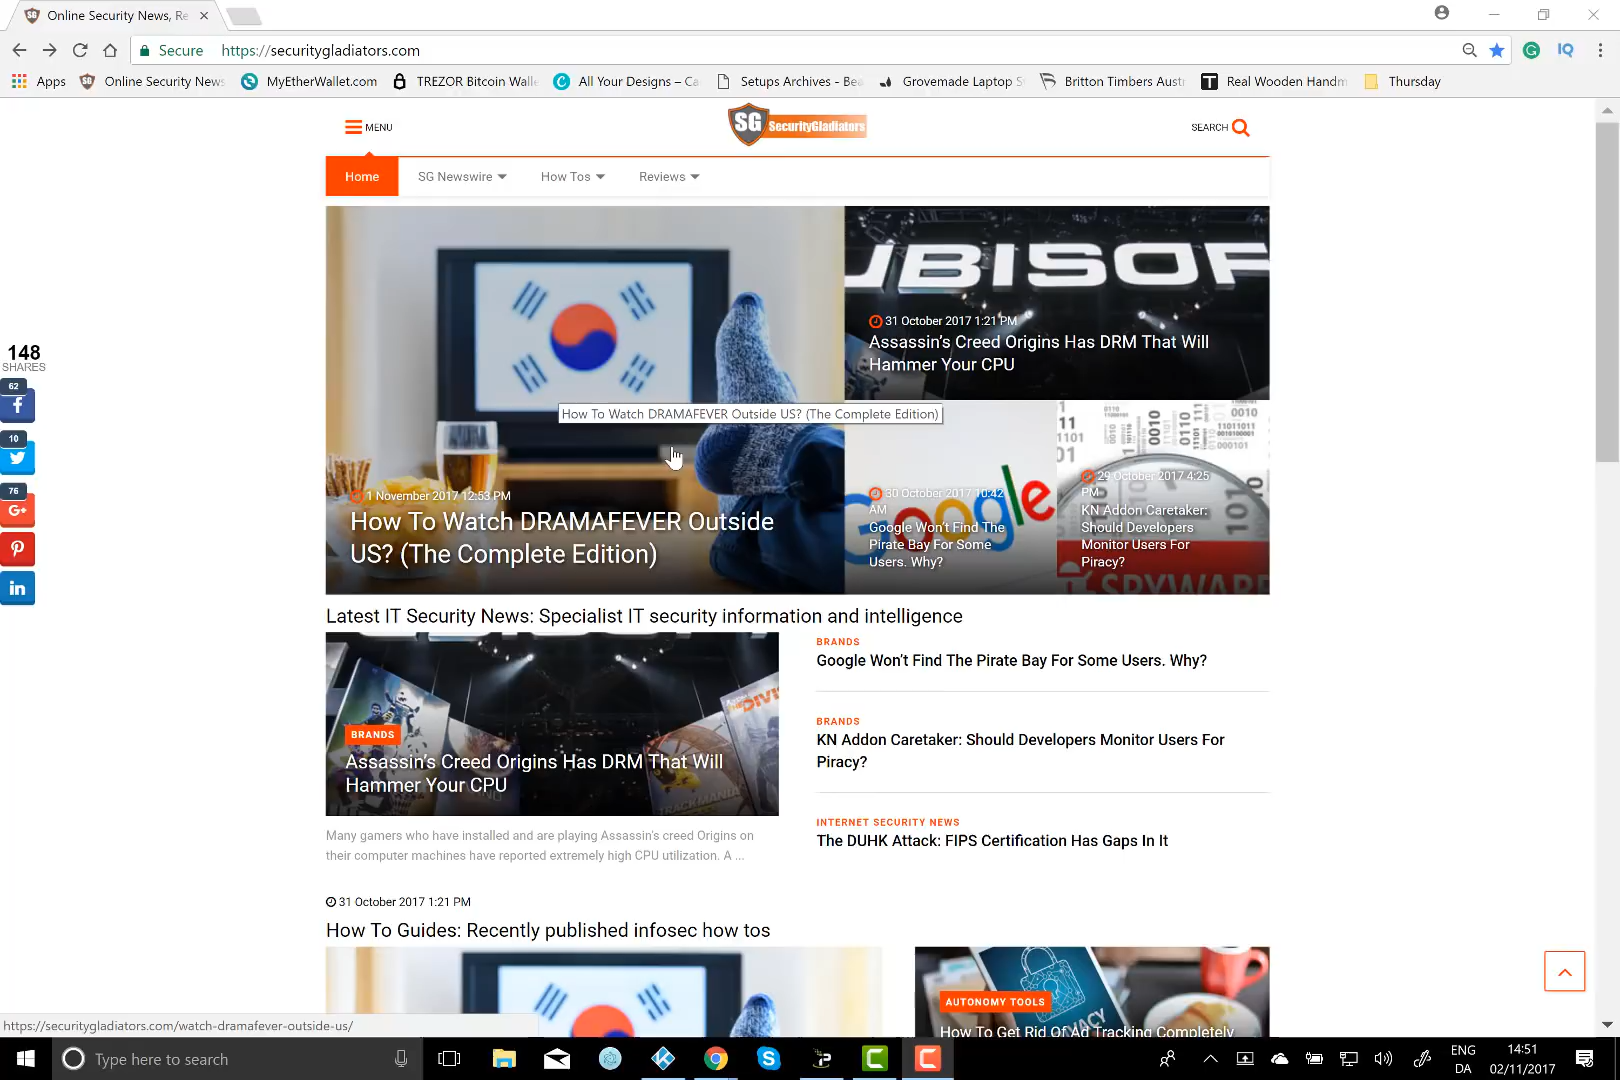 Online Security News, Re
Secure
https://securitygladiators.com
Apps
Online Security News
MyEtherWallet.com
TREZOR Bitcoin Walle
All Your Designs – Ca
Setups Archives - Bea
Grovemade Laptop S
Britton Timbers Austr
Real Wooden Handm
Thursday
MENU
SG SecurityGladiators
SEARCH
Home
SG Newswire
How Tos
Reviews
148
SHARES
62
10
76
G+
in
UBISOF
31 October 2017 1:21 PM
Assassin's Creed Origins Has DRM That Will
Hammer Your CPU
How To Watch DRAMAFEVER Outside US? (The Complete Edition)
1 November 2017 12:53 PM
How To Watch DRAMAFEVER Outside
US? (The Complete Edition)
Google
30 October 2017 10:42
AM
Google Won't Find The
Pirate Bay For Some
Users. Why?
29 October 2017 4:25
PM
KN Addon Caretaker:
Should Developers
Monitor Users For
Piracy?
SPYWAR
Latest IT Security News: Specialist IT security information and intelligence
BRANDS
Assassin's Creed Origins Has DRM That Will
Hammer Your CPU
TRACKMANIA
Many gamers who have installed and are playing Assassin's creed Origins on
their computer machines have reported extremely high CPU utilization. A ...
31 October 2017 1:21 PM
BRANDS
Google Won't Find The Pirate Bay For Some Users. Why?
BRANDS
KN Addon Caretaker: Should Developers Monitor Users For
Piracy?
INTERNET SECURITY NEWS
The DUHK Attack: FIPS Certification Has Gaps In It
How To Guides: Recently published infosec how tos
AUTONOMY TOOLS
How To Get Rid Of Ad Tracking Completely
https://securitygladiators.com/watch-dramafever-outside-us/
Type here to search
ENG
DA
14:51
02/11/2017